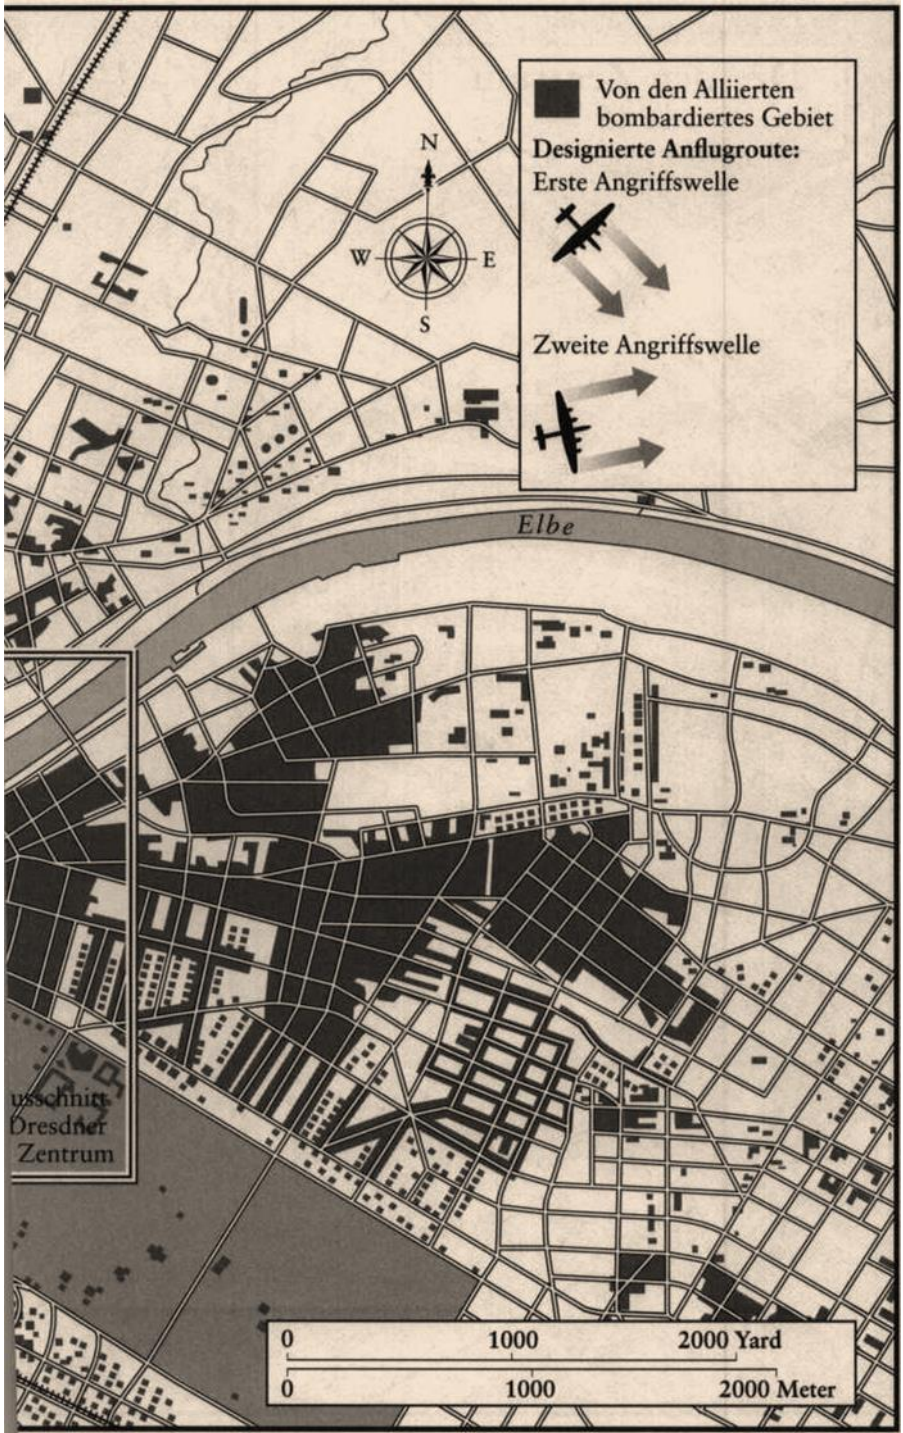 Von den Alliierten
bombardiertes Gebiet
Designierte Anflugroute:
Erste Angriffswelle
N
W E
S
Zweite Angriffswelle
Elbe
usschnitt
Dresdner
Zentrum
0 1000 2000 Yard
0 1000 2000 Meter